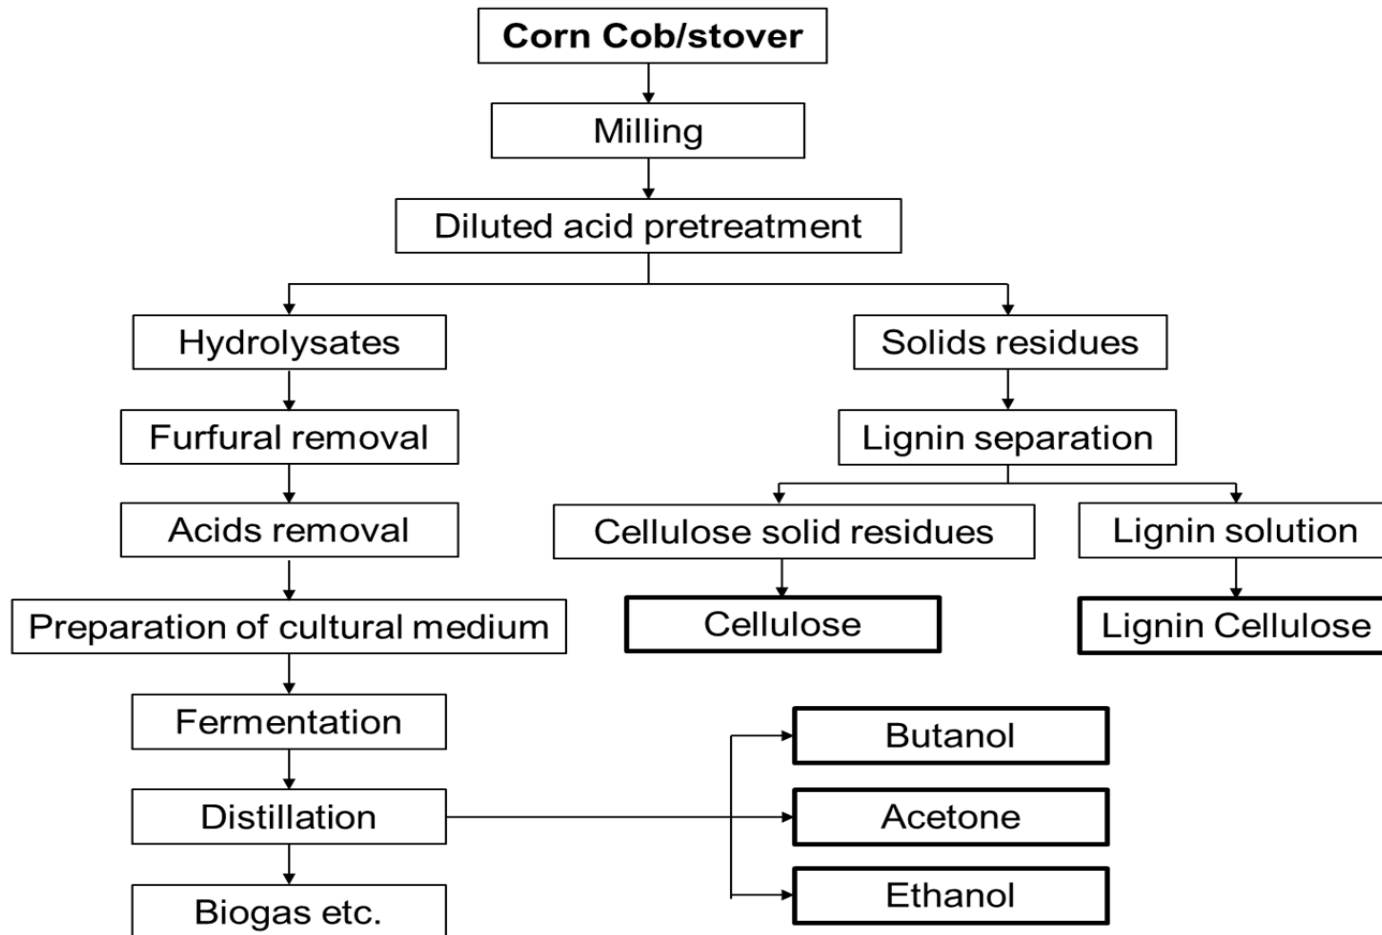 Corn Cob/stover
Milling
Diluted acid pretreatment
Hydrolysates
Solids residues
Furfural removal
Lignin separation
Acids removal
Cellulose solid residues
Lignin solution
Preparation of cultural medium
Cellulose
Lignin Cellulose
Fermentation
Butanol
Distillation
Acetone
Ethanol
Biogas etc.